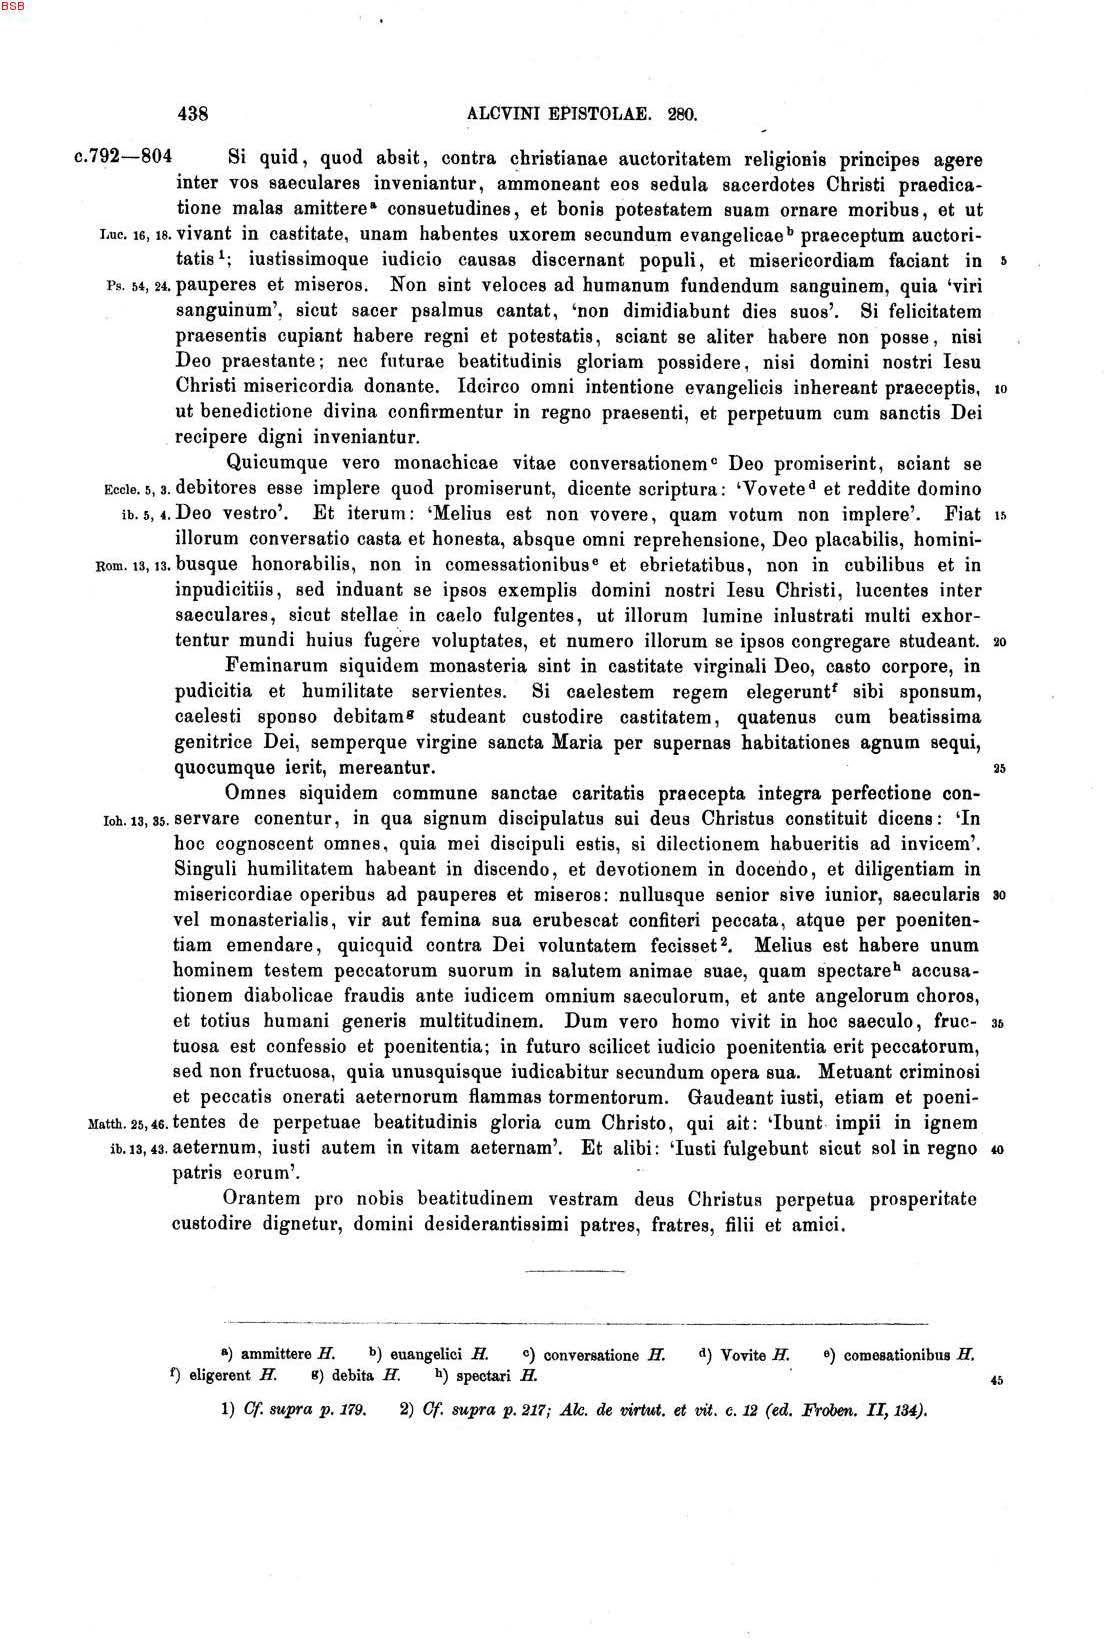 BSB
438 ALCVINI EPISTOLAE. 280.
c.792—804 Si quid, quod absit, contra christianae auctoritatem religionis principes agere
inter vos saeculares inveniantur, ammoneant eos sedula sacerdotes Christi praedica-
tione malas amittereᵃ consuetudines, et bonis potestatem suam ornare moribus, et ut
Luc. 16, 18. vivant in castitate, unam habentes uxorem secundum evangelicaeᵇ praeceptum auctori-
tatis¹; iustissimoque iudicio causas discernant populi, et misericordiam faciant in 5
Ps. 54, 24. pauperes et miseros. Non sint veloces ad humanum fundendum sanguinem, quia ‘viri
sanguinum’, sicut sacer psalmus cantat, ‘non dimidiabunt dies suos’. Si felicitatem
praesentis cupiant habere regni et potestatis, sciant se aliter habere non posse, nisi
Deo praestante; nec futurae beatitudinis gloriam possidere, nisi domini nostri Iesu
Christi misericordia donante. Idcirco omni intentione evangelicis inhereant praeceptis, 10
ut benedictione divina confirmentur in regno praesenti, et perpetuum cum sanctis Dei
recipere digni inveniantur.
Quicumque vero monachicae vitae conversationemᶜ Deo promiserint, sciant se
Eccle. 5, 3. debitores esse implere quod promiserunt, dicente scriptura: ‘Voveteᵈ et reddite domino
ib. 5, 4. Deo vestro’. Et iterum: ‘Melius est non vovere, quam votum non implere’. Fiat 15
illorum conversatio casta et honesta, absque omni reprehensione, Deo placabilis, homini-
Rom. 13, 13. busque honorabilis, non in comessationibusᵉ et ebrietatibus, non in cubilibus et in
inpudicitiis, sed induant se ipsos exemplis domini nostri Iesu Christi, lucentes inter
saeculares, sicut stellae in caelo fulgentes, ut illorum lumine inlustrati multi exhor-
tentur mundi huius fugere voluptates, et numero illorum se ipsos congregare studeant. 20
Feminarum siquidem monasteria sint in castitate virginali Deo, casto corpore, in
pudicitia et humilitate servientes. Si caelestem regem elegeruntᶠ sibi sponsum,
caelesti sponso debitamᵍ studeant custodire castitatem, quatenus cum beatissima
genitrice Dei, semperque virgine sancta Maria per supernas habitationes agnum sequi,
quocumque ierit, mereantur. 25
Omnes siquidem commune sanctae caritatis praecepta integra perfectione con-
Ioh. 13, 35. servare conentur, in qua signum discipulatus sui deus Christus constituit dicens: ‘In
hoc cognoscent omnes, quia mei discipuli estis, si dilectionem habueritis ad invicem’.
Singuli humilitatem habeant in discendo, et devotionem in docendo, et diligentiam in
misericordiae operibus ad pauperes et miseros: nullusque senior sive iunior, saecularis 30
vel monasterialis, vir aut femina sua erubescat confiteri peccata, atque per poeniten-
tiam emendare, quicquid contra Dei voluntatem fecisset². Melius est habere unum
hominem testem peccatorum suorum in salutem animae suae, quam spectareʰ accusa-
tionem diabolicae fraudis ante iudicem omnium saeculorum, et ante angelorum choros,
et totius humani generis multitudinem. Dum vero homo vivit in hoc saeculo, fruc- 35
tuosa est confessio et poenitentia; in futuro scilicet iudicio poenitentia erit peccatorum,
sed non fructuosa, quia unusquisque iudicabitur secundum opera sua. Metuant criminosi
et peccatis onerati aeternorum flammas tormentorum. Gaudeant iusti, etiam et poeni-
Matth. 25, 46. tentes de perpetuae beatitudinis gloria cum Christo, qui ait: ‘Ibunt impii in ignem
ib. 13, 43. aeternum, iusti autem in vitam aeternam’. Et alibi: ‘Iusti fulgebunt sicut sol in regno 40
patris eorum’.
Orantem pro nobis beatitudinem vestram deus Christus perpetua prosperitate
custodire dignetur, domini desiderantissimi patres, fratres, filii et amici.
ᵃ) ammittere H. ᵇ) euangelici H. ᶜ) conversatione H. ᵈ) Vovite H. ᵉ) comesationibus H.
ᶠ) eligerent H. ᵍ) debita H. ʰ) spectari H. 45
1) Cf. supra p. 179. 2) Cf. supra p. 217; Alc. de virtut. et vit. c. 12 (ed. Froben. II, 134).